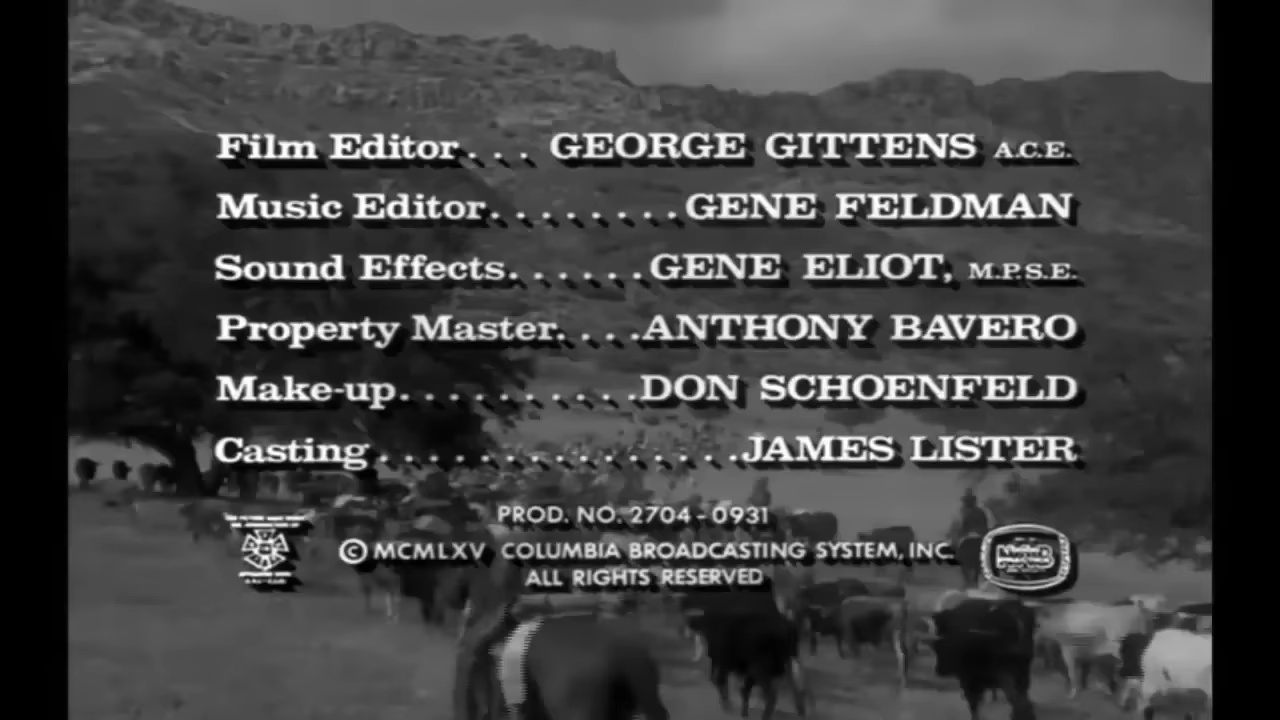 Film Editor... GEORGE GITTENS A.C.E.
Music Editor........GENE FELDMAN
Sound Effects......GENE ELIOT, M.P.S.E.
Property Master....ANTHONY BAVERO
Make-up..........DON SCHOENFELD
Casting...............JAMES LISTER
PROD. NO. 2704-0931
© MCMLXV COLUMBIA BROADCASTING SYSTEM, INC.
ALL RIGHTS RESERVED